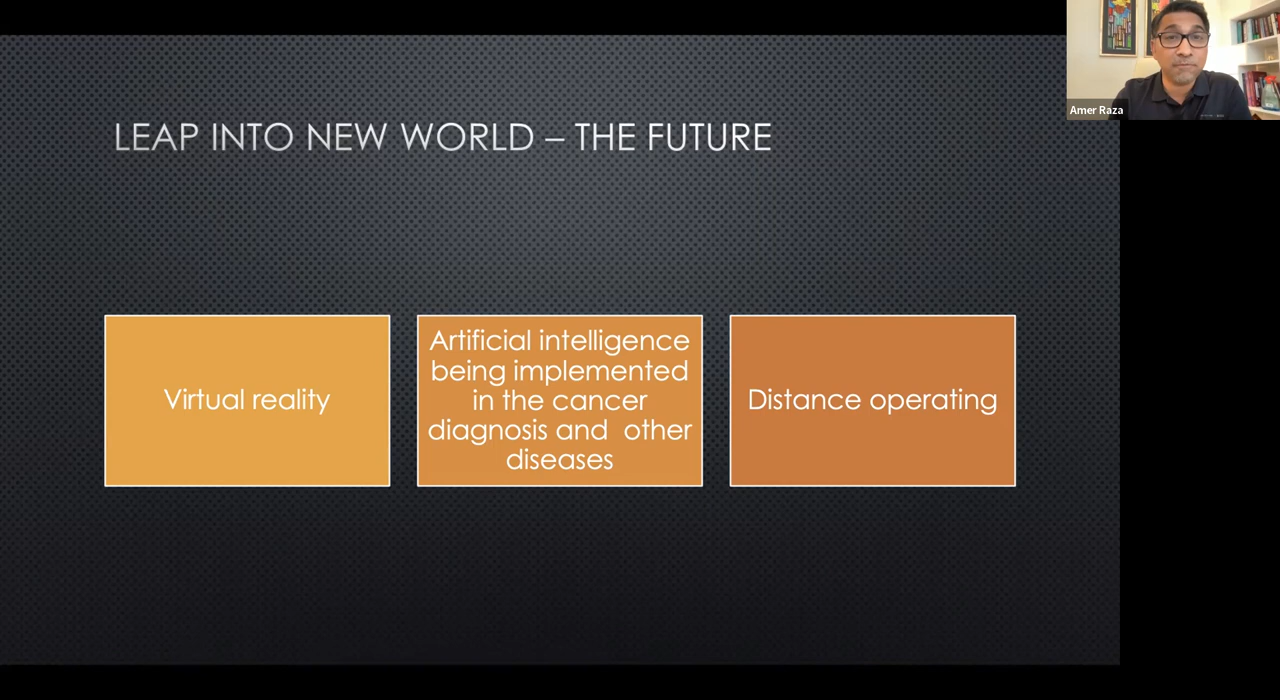 LEAP INTO NEW WORLD – THE FUTURE
Virtual reality
Artificial intelligence
being implemented
in the cancer
diagnosis and  other
diseases
Distance operating
Amer Raza